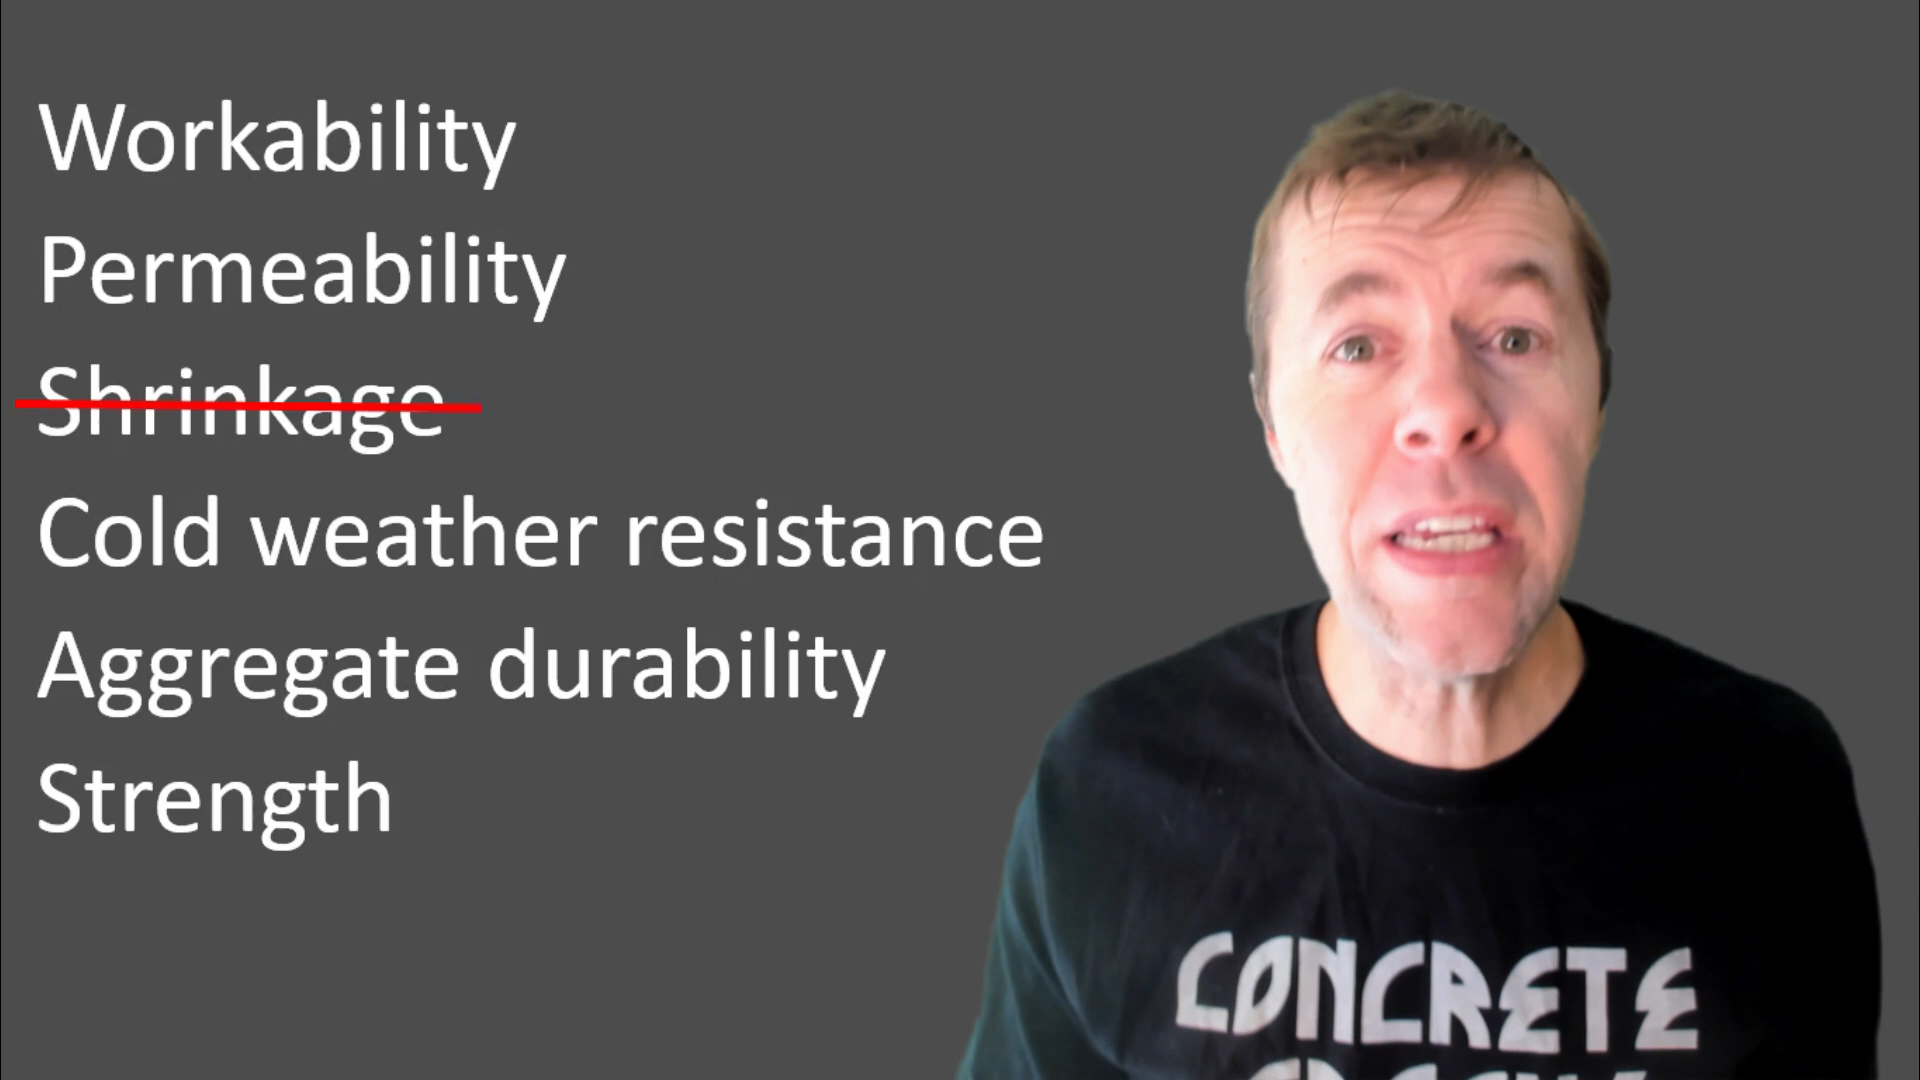 Workability
Permeability
Shrinkage
Cold weather resistance
Aggregate durability
Strength
CONCRETE